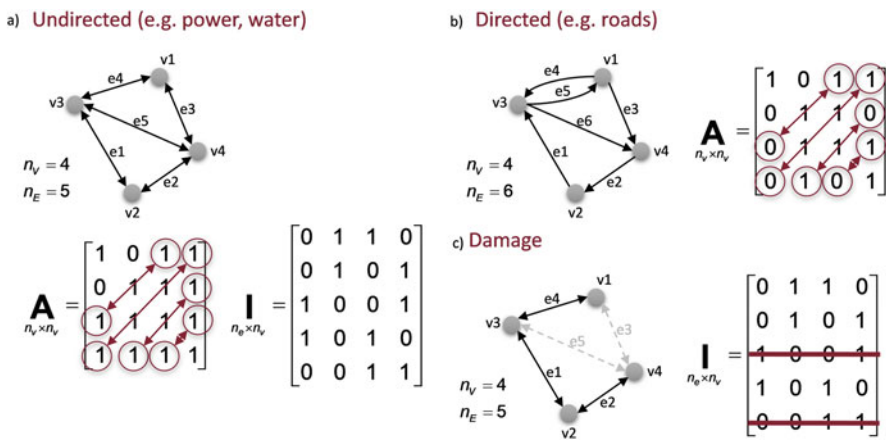 a) Undirected (e.g. power, water)
v1
e4
v3
e3
e5
v4
e1
e2
v2
n_V = 4
n_E = 5
A
n_v × n_v
=
1 0 1 1
0 1 1 1
1 1 1 1
1 1 1 1
I
n_e × n_v
=
0 1 1 0
0 1 0 1
1 0 0 1
1 0 1 0
0 0 1 1
b) Directed (e.g. roads)
v1
e4
e5
v3
e3
e6
v4
e1
e2
v2
n_V = 4
n_E = 6
A
n_v × n_v
=
1 0 1 1
0 1 1 0
0 1 1 1
0 1 0 1
c) Damage
v1
e4
v3
e3
e5
v4
e1
e2
v2
n_V = 4
n_E = 5
I
n_e × n_v
=
0 1 1 0
0 1 0 1
1 0 0 1
1 0 1 0
0 0 1 1